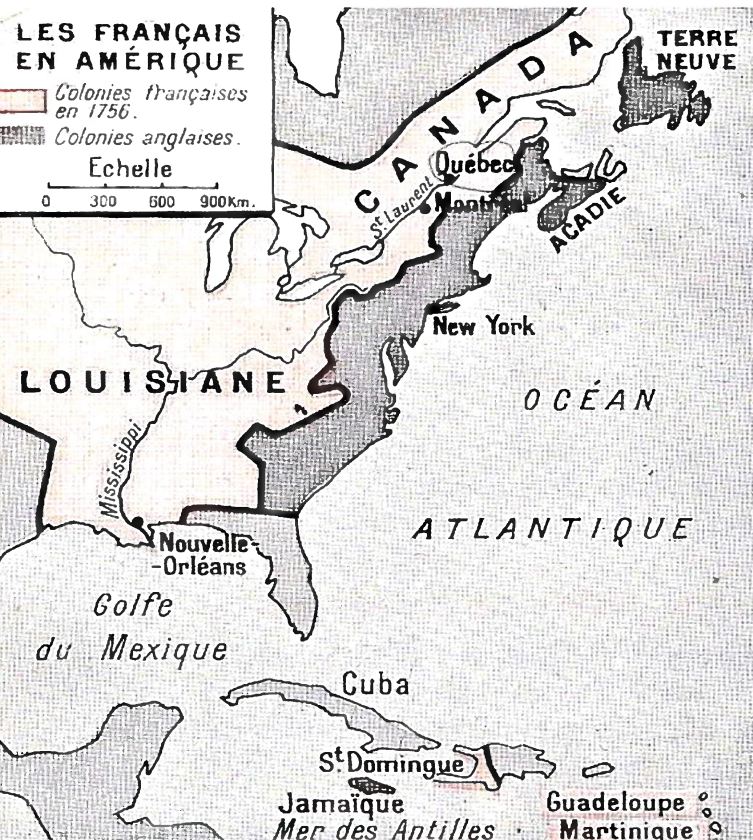 LES FRANÇAIS
EN AMÉRIQUE
Colonies françaises
en 1756.
Colonies anglaises.
Echelle
0 300 600 900Km.
TERRE
NEUVE
CANADA
Québec
St Laurent
Montréal
ACADIE
New York
LOUISIANE
OCÉAN
Mississipi
ATLANTIQUE
Nouvelle-
-Orléans
Golfe
du Mexique
Cuba
St Domingue
Jamaïque
Guadeloupe
Mer des Antilles
Martinique